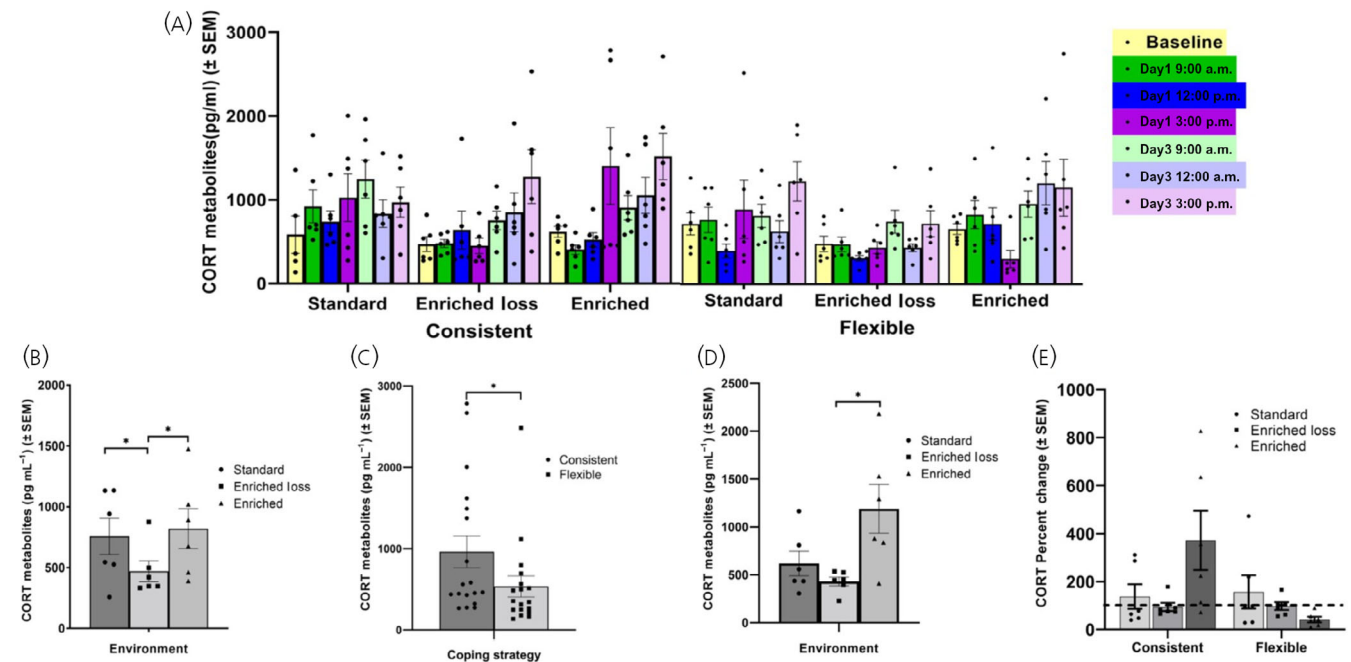 (A)
CORT metabolites(pg/ml) (± SEM)
3000
2000
1000
0
Standard
Enriched loss
Enriched
Standard
Enriched loss
Enriched
Consistent
Flexible
Baseline
Day1 9:00 a.m.
Day1 12:00 p.m.
Day1 3:00 p.m.
Day3 9:00 a.m.
Day3 12:00 a.m.
Day3 3:00 p.m.
(B)
CORT metabolites (pg mL⁻¹) (± SEM)
2000
1500
1000
500
0
*
*
Standard
Enriched loss
Enriched
Environment
(C)
CORT metabolites (pg mL⁻¹) (± SEM)
3000
2000
1000
0
*
Consistent
Flexible
Coping strategy
(D)
CORT metabolites (pg mL⁻¹) (± SEM)
2500
2000
1500
1000
500
0
*
Standard
Enriched loss
Enriched
Environment
(E)
CORT Percent change (± SEM)
1000
800
600
400
200
0
Standard
Enriched loss
Enriched
Consistent
Flexible